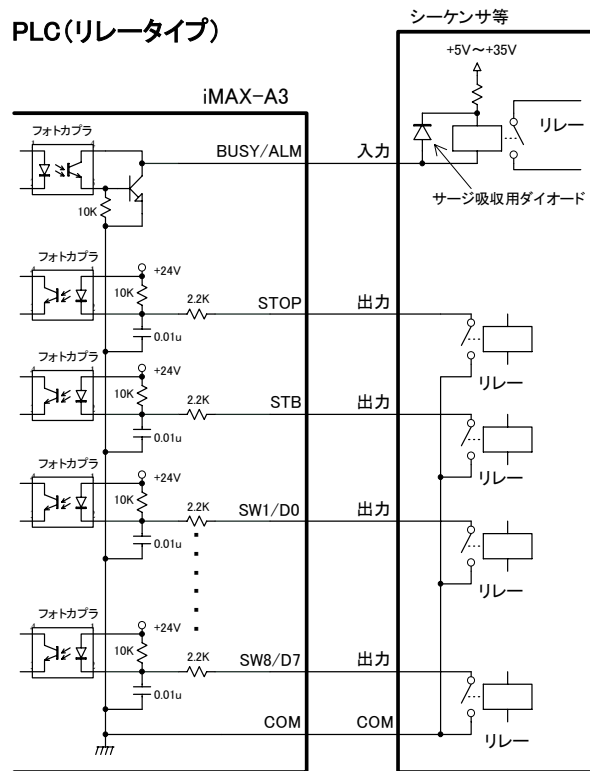 PLC（リレータイプ）
シーケンサ等
+5V～+35V
iMAX-A3
リレー
フォトカプラ
BUSY/ALM
入力
サージ吸収用ダイオード
10K
フォトカプラ
+24V
10K
2.2K
STOP
出力
0.01u
リレー
フォトカプラ
+24V
10K
2.2K
STB
出力
0.01u
リレー
フォトカプラ
+24V
10K
2.2K
SW1/D0
出力
0.01u
リレー
フォトカプラ
+24V
10K
2.2K
SW8/D7
出力
0.01u
COM
COM
リレー